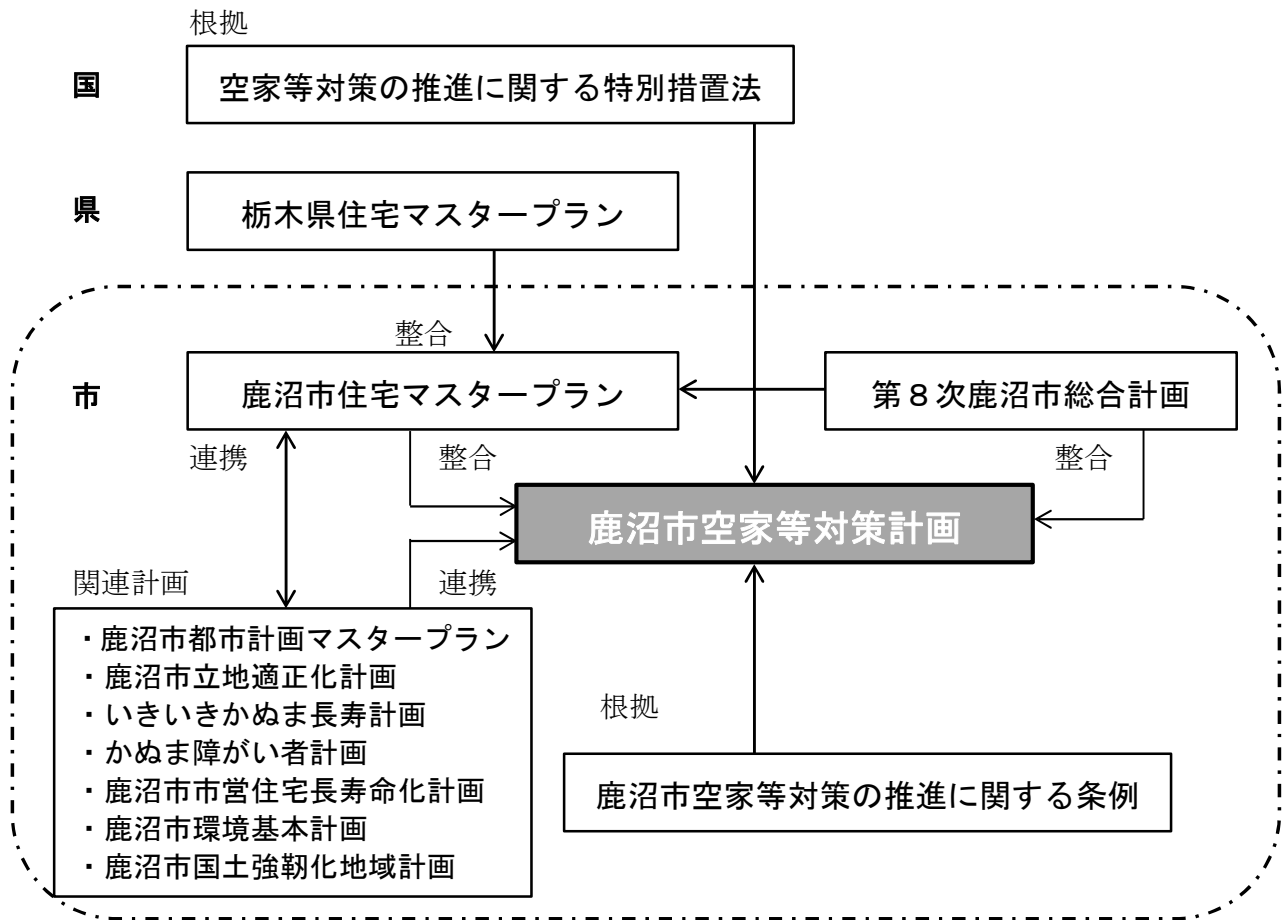 根拠
国
空家等対策の推進に関する特別措置法
県
栃木県住宅マスタープラン
整合
市
鹿沼市住宅マスタープラン
第８次鹿沼市総合計画
連携
整合
整合
鹿沼市空家等対策計画
関連計画
連携
・鹿沼市都市計画マスタープラン
・鹿沼市立地適正化計画
・いきいきかぬま長寿計画
・かぬま障がい者計画
・鹿沼市市営住宅長寿命化計画
・鹿沼市環境基本計画
・鹿沼市国土強靭化地域計画
根拠
鹿沼市空家等対策の推進に関する条例